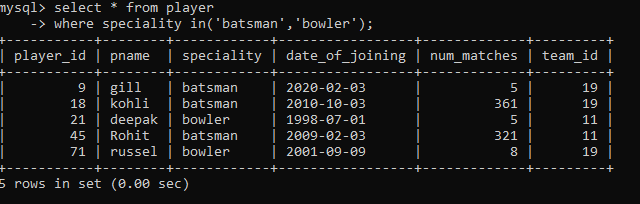 mysql> select * from player
    -> where speciality in('batsman','bowler');
+-----------+--------+------------+-----------------+-------------+---------+
| player_id | pname  | speciality | date_of_joining | num_matches | team_id |
+-----------+--------+------------+-----------------+-------------+---------+
|         9 | gill   | batsman    | 2020-02-03      |           5 |      19 |
|        18 | kohli  | batsman    | 2010-10-03      |         361 |      19 |
|        21 | deepak | bowler     | 1998-07-01      |           5 |      11 |
|        45 | Rohit  | batsman    | 2009-02-03      |         321 |      11 |
|        71 | russel | bowler     | 2001-09-09      |           8 |      19 |
+-----------+--------+------------+-----------------+-------------+---------+
5 rows in set (0.00 sec)